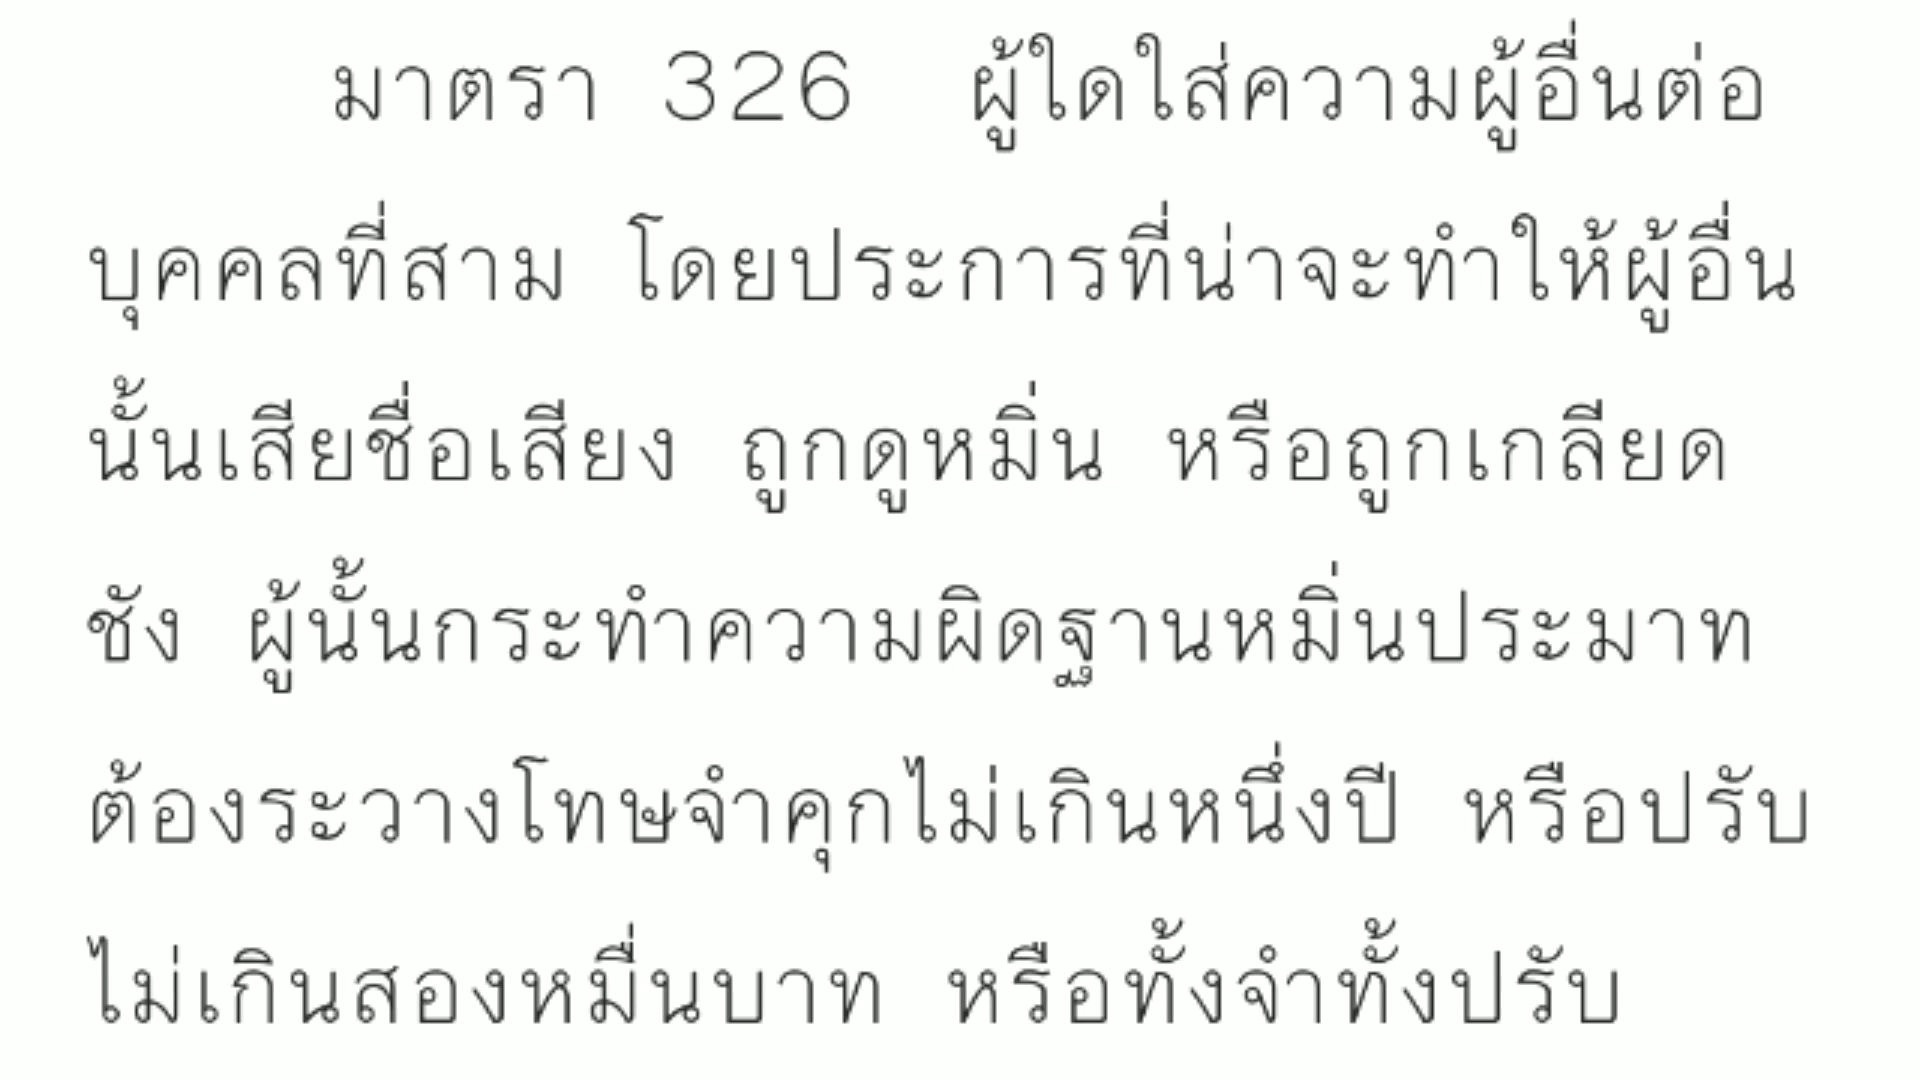 มาตรา 326 ผู้ใดใส่ความผู้อื่นต่อ
บุคคลที่สาม โดยประการที่น่าจะทำให้ผู้อื่น
นั้นเสียชื่อเสียง ถูกดูหมิ่น หรือถูกเกลียด
ชัง ผู้นั้นกระทำความผิดฐานหมิ่นประมาท
ต้องระวางโทษจำคุกไม่เกินหนึ่งปี หรือปรับ
ไม่เกินสองหมื่นบาท หรือทั้งจำทั้งปรับ